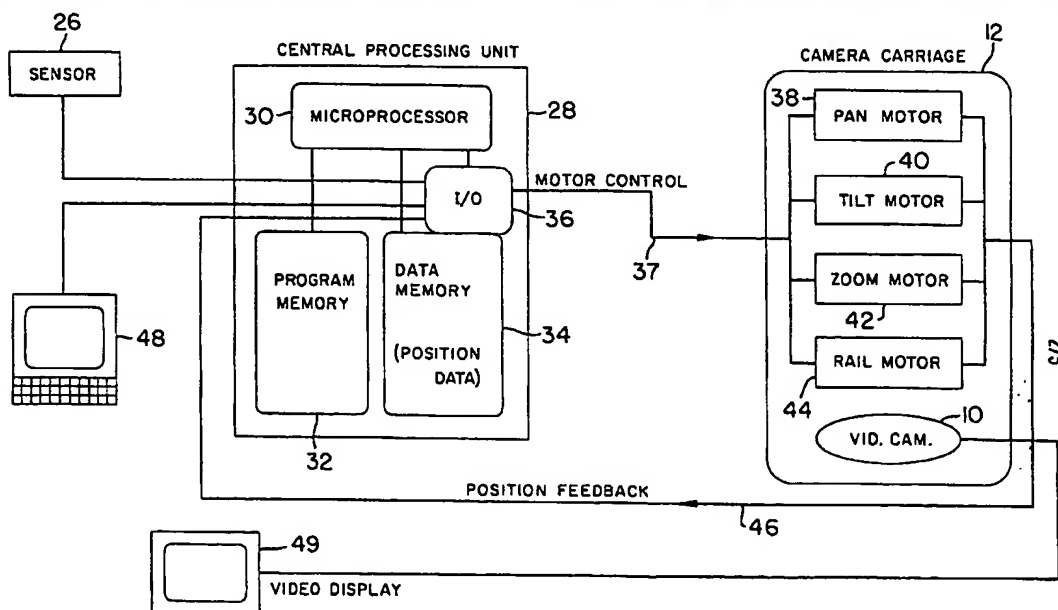 26
SENSOR
CENTRAL PROCESSING UNIT
30
MICROPROCESSOR
28
I/O
36
MOTOR CONTROL
37
PROGRAM
MEMORY
32
DATA
MEMORY
(POSITION
DATA)
34
48
CAMERA CARRIAGE
12
38
PAN MOTOR
40
TILT MOTOR
ZOOM MOTOR
42
RAIL MOTOR
44
10
VID. CAM.
POSITION FEEDBACK
46
49
VIDEO DISPLAY